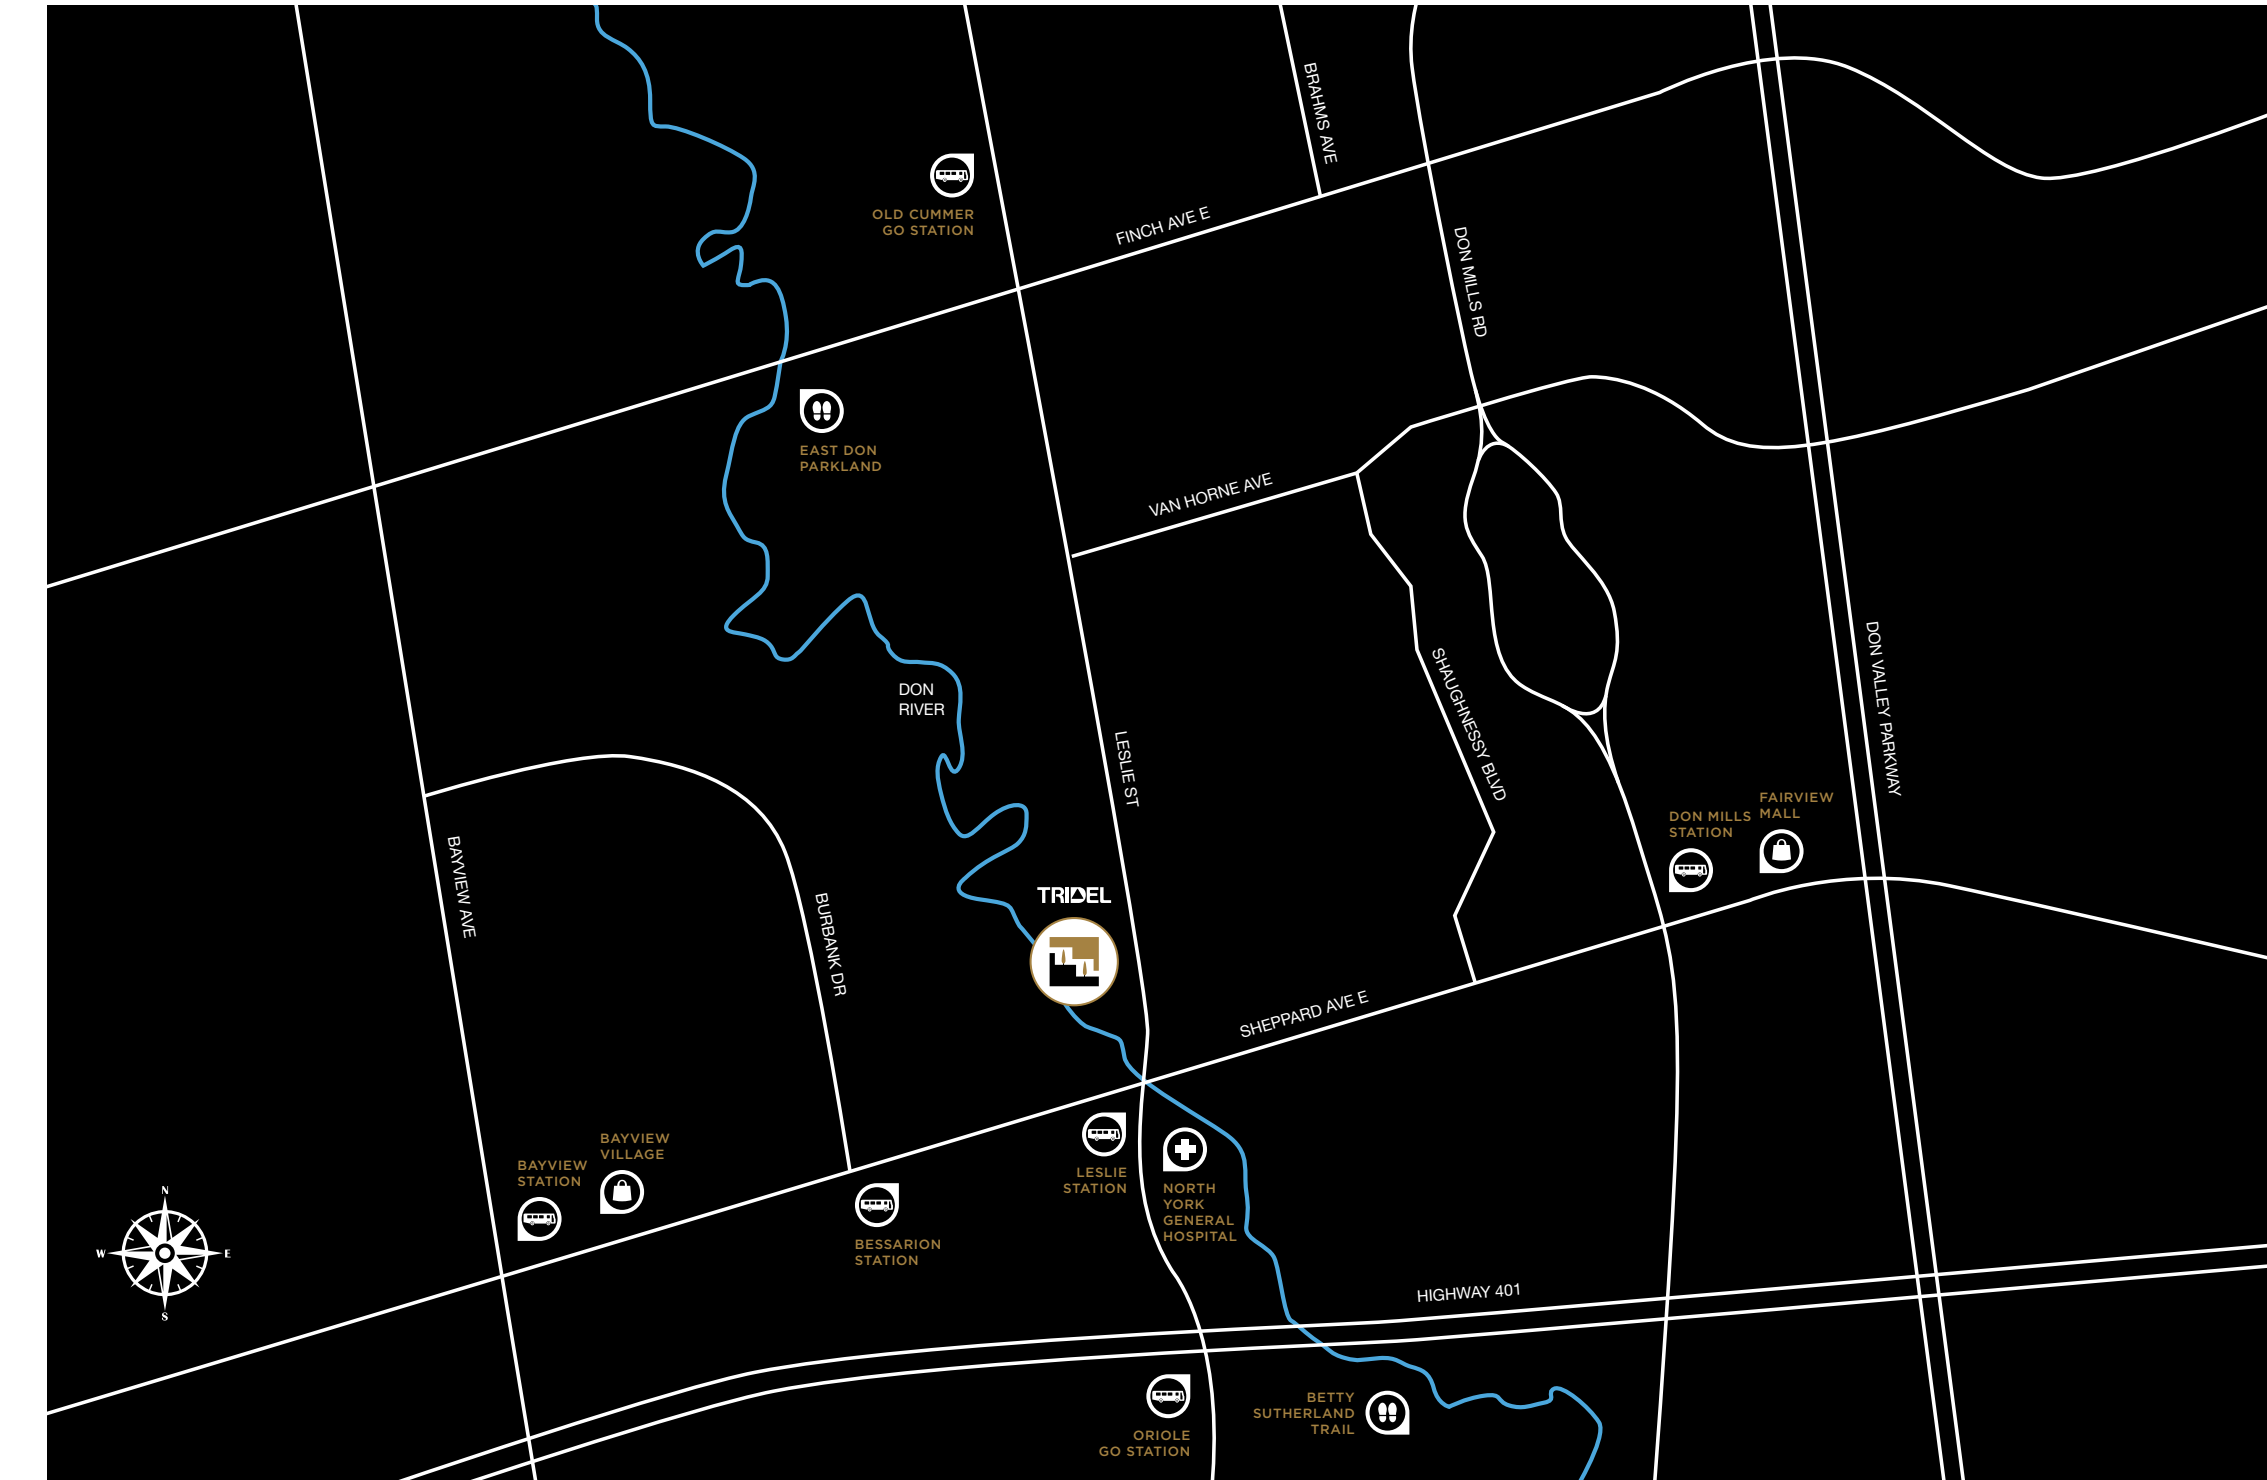 BRAHMS AVE
OLD CUMMER
GO STATION
FINCH AVE E
DON MILLS RD
EAST DON
PARKLAND
VAN HORNE AVE
DON
RIVER
SHAUGHNESSY BLVD
DON VALLEY PARKWAY
LESLIE ST
FAIRVIEW
MALL
DON MILLS
STATION
BAYVIEW AVE
BURBANK DR
TRIDEL
SHEPPARD AVE E
BAYVIEW
VILLAGE
BAYVIEW
STATION
LESLIE
STATION
NORTH
YORK
GENERAL
HOSPITAL
BESSARION
STATION
N
W
E
S
HIGHWAY 401
BETTY
SUTHERLAND
TRAIL
ORIOLE
GO STATION